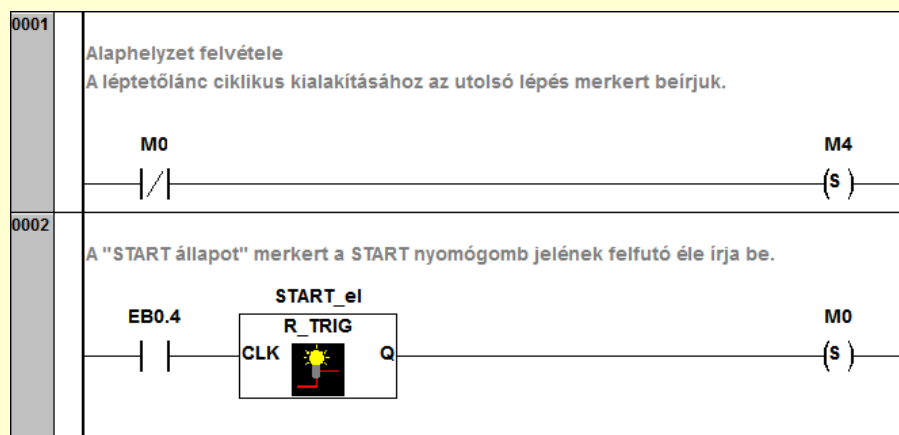 0001
Alaphelyzet felvétele
A léptetőlánc ciklikus kialakításához az utolsó lépés merkert beírjuk.
M0 M4
(S)
0002
A "START állapot" merkert a START nyomógomb jelének felfutó éle írja be.
START_el
EB0.4 R_TRIG M0
CLK Q (S)